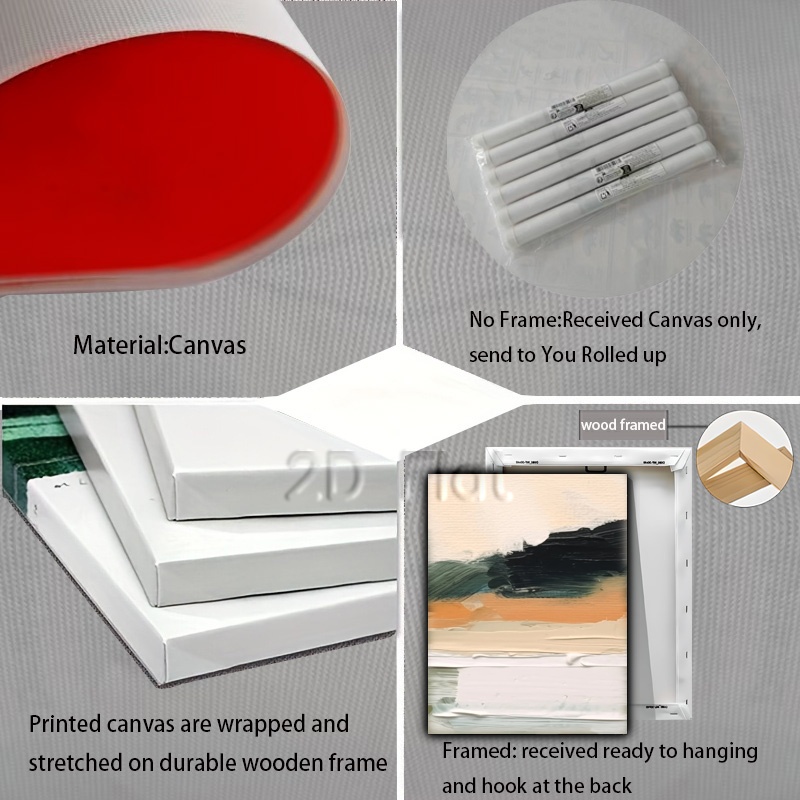 Material:Canvas
No Frame:Received Canvas only,
send to You Rolled up
2D Flat
wood framed
Printed canvas are wrapped and
stretched on durable wooden frame
Framed: received ready to hanging
and hook at the back